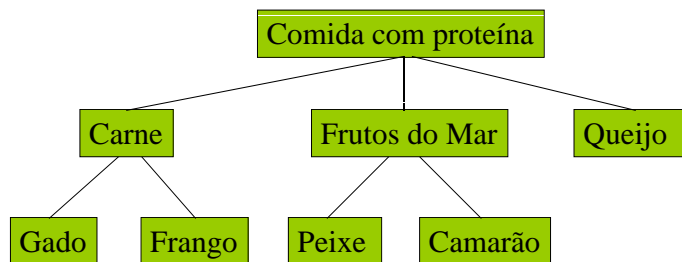 Comida com proteína
Carne
Frutos do Mar
Queijo
Gado
Frango
Peixe
Camarão